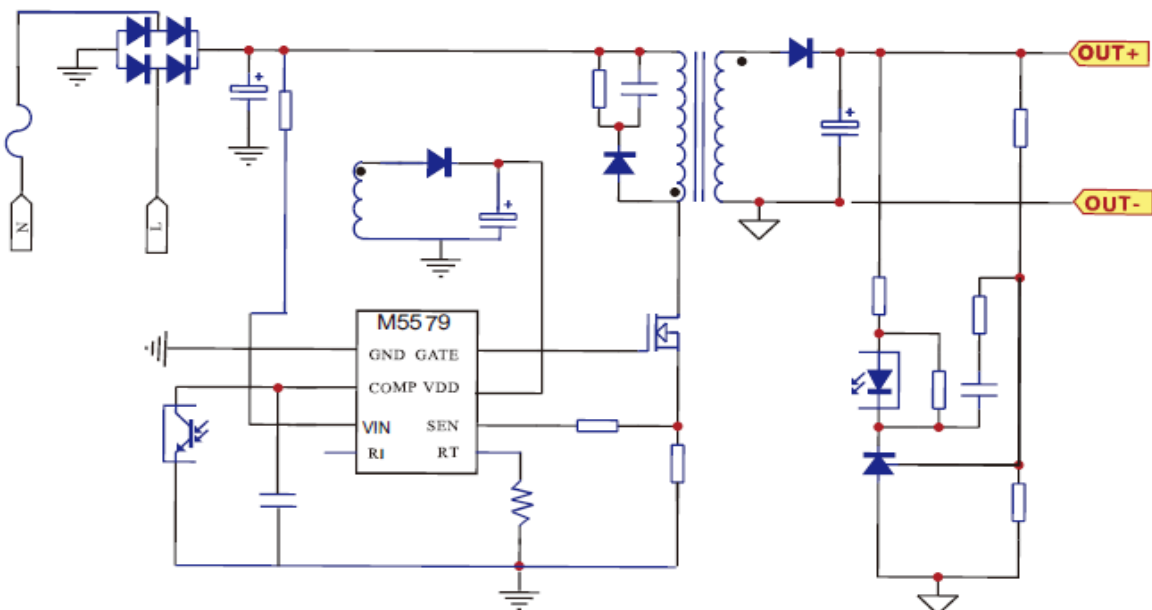 OUT+
OUT-
N
L
M5579
GND GATE
COMP VDD
VIN SEN
RI RT
+
+
+